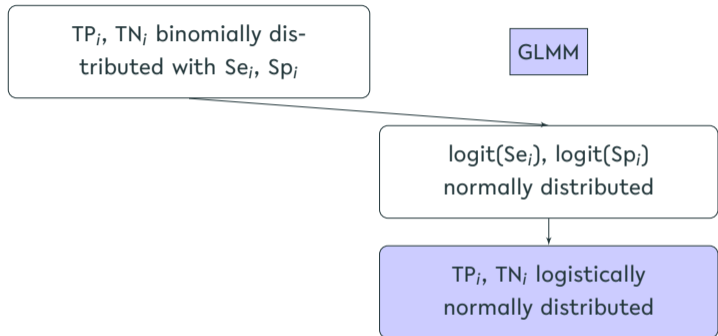 TPᵢ, TNᵢ binomially dis-
tributed with Seᵢ, Spᵢ
GLMM
logit(Seᵢ), logit(Spᵢ)
normally distributed
TPᵢ, TNᵢ logistically
normally distributed